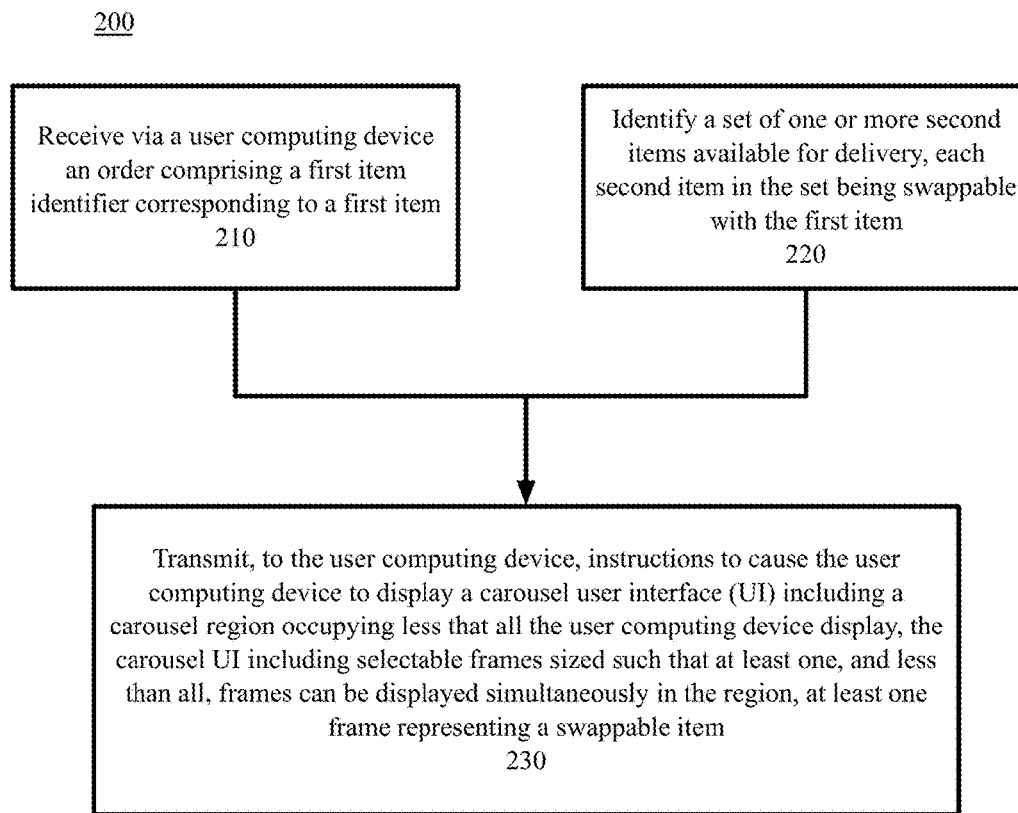 200
Receive via a user computing device
an order comprising a first item
identifier corresponding to a first item
210
Identify a set of one or more second
items available for delivery, each
second item in the set being swappable
with the first item
220
Transmit, to the user computing device, instructions to cause the user
computing device to display a carousel user interface (UI) including a
carousel region occupying less that all the user computing device display, the
carousel UI including selectable frames sized such that at least one, and less
than all, frames can be displayed simultaneously in the region, at least one
frame representing a swappable item
230